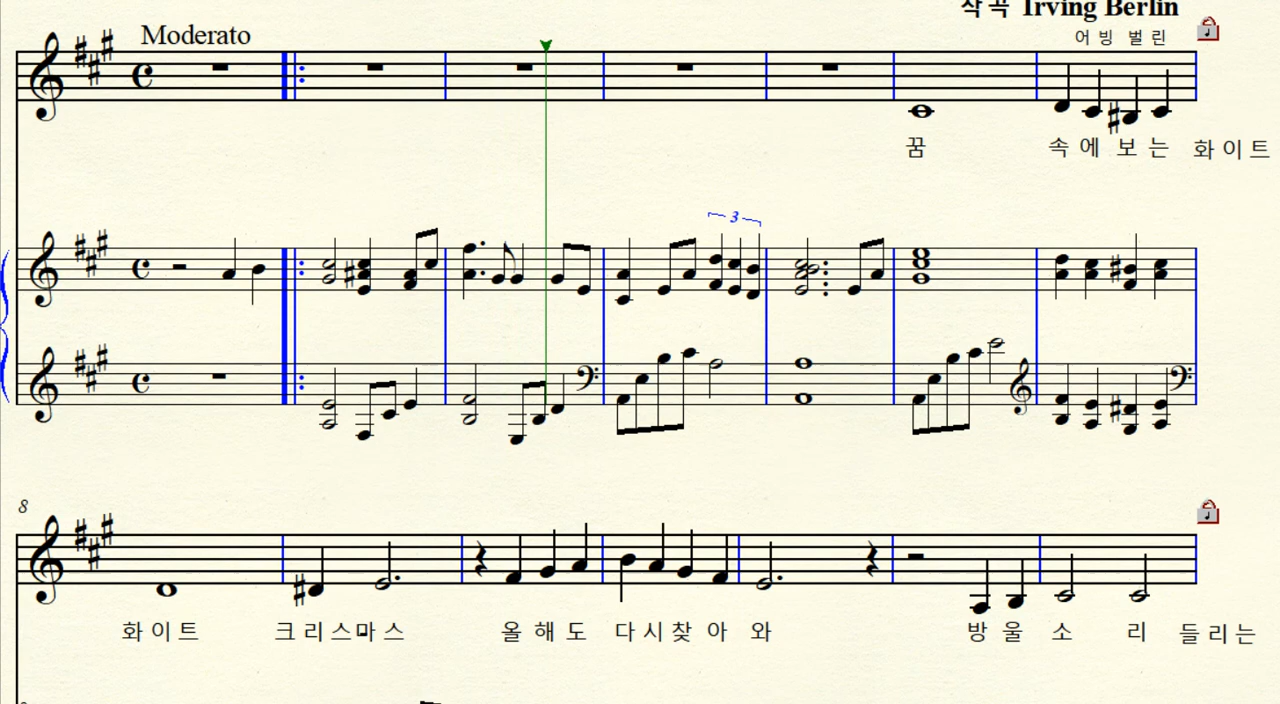 작곡 Irving Berlin
Moderato
어빙 벌린
꿈 속에 보는 화이트
3
8
화이트 크리스마스 올해도 다시찾아와 방울소리 들리는